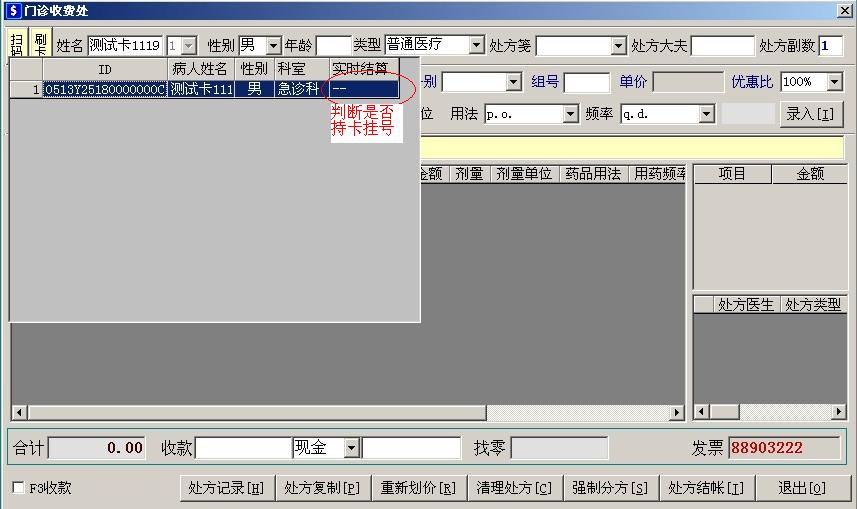 $ 门诊收费处
扫码 刷卡 姓名 测试卡1119 1 性别 男 年龄 类型 普通医疗 处方笺 处方大夫 处方副数 1
ID 病人姓名 性别 科室 实时结算
1 0513Y25180000000C 测试卡111 男 急诊科 --
判断是否
持卡挂号
别 组号 单价 优惠比 100%
位 用法 p.o. 频率 q.d. 录入[I]
金额 剂量 剂量单位 药品用法 用药频率
项目 金额
处方医生 处方类型
合计 0.00 收款 现金 找零 发票 88903222
F3收款 处方记录[H] 处方复制[P] 重新划价[R] 清理处方[C] 强制分方[S] 处方结帐[T] 退出[O]